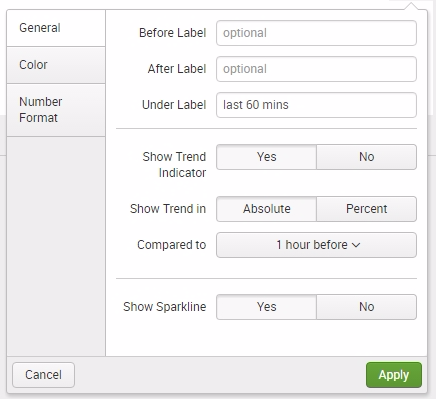 General
Color
Number
Format
Before Label optional
After Label optional
Under Label last 60 mins
Show Trend
Indicator
Yes No
Show Trend in Absolute Percent
Compared to 1 hour before
Show Sparkline Yes No
Cancel Apply